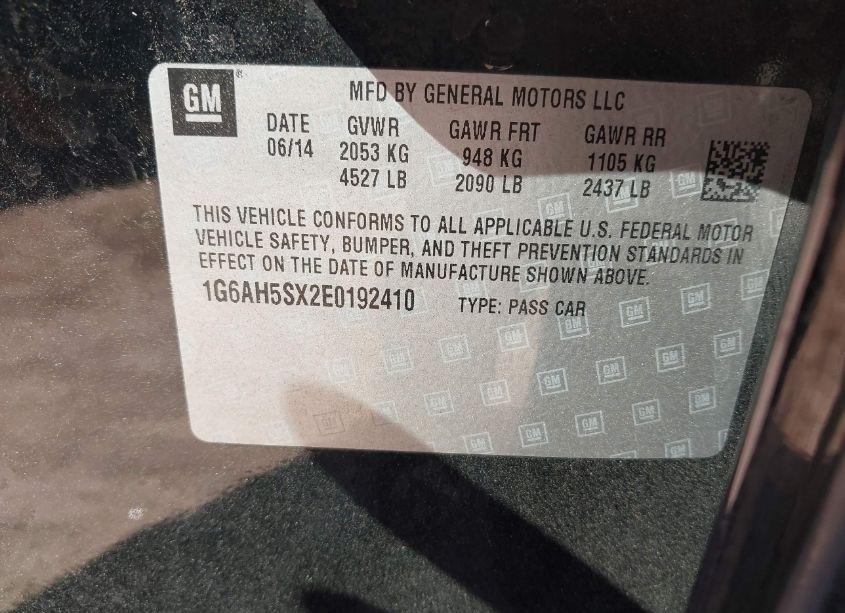 GM
MFD BY GENERAL MOTORS LLC
DATE GVWR GAWR FRT GAWR RR
06/14 2053 KG 948 KG 1105 KG
4527 LB 2090 LB 2437 LB
THIS VEHICLE CONFORMS TO ALL APPLICABLE U.S. FEDERAL MOTOR
VEHICLE SAFETY, BUMPER, AND THEFT PREVENTION STANDARDS IN
EFFECT ON THE DATE OF MANUFACTURE SHOWN ABOVE.
1G6AH5SX2E0192410 TYPE: PASS CAR